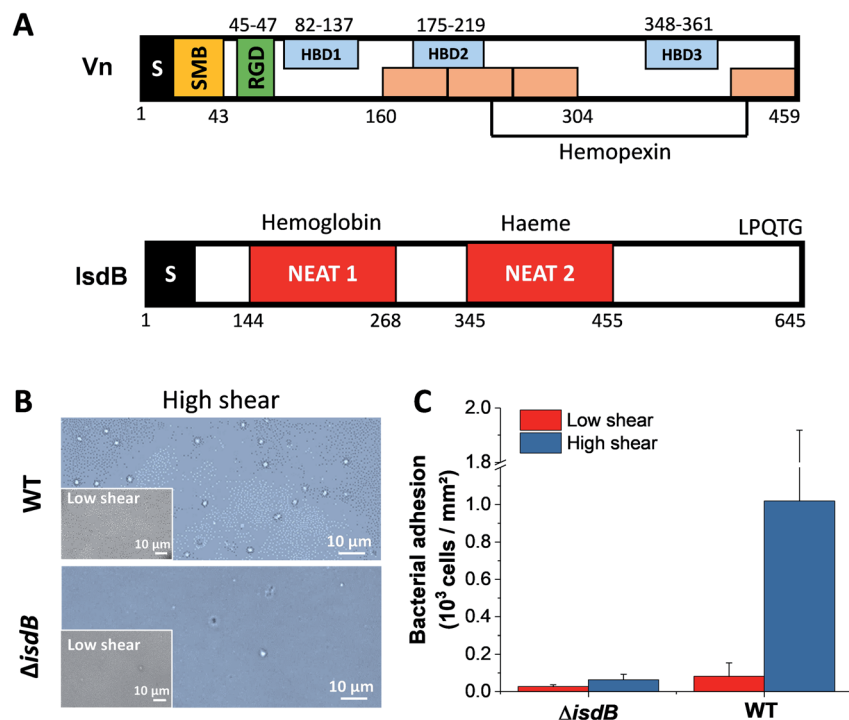 A
45-47 82-137 175-219 348-361
Vn
S SMB RGD HBD1 HBD2 HBD3
1 43 160 304 459
Hemopexin
Hemoglobin Haeme LPQTG
IsdB
S NEAT 1 NEAT 2
1 144 268 345 455 645
B
High shear
WT
Low shear
10 µm
10 µm
ΔisdB
Low shear
10 µm
10 µm
C
Low shear
High shear
Bacterial adhesion
(10³ cells / mm²)
2.0
1.8
1.0
0.8
0.6
0.4
0.2
0.0
ΔisdB WT